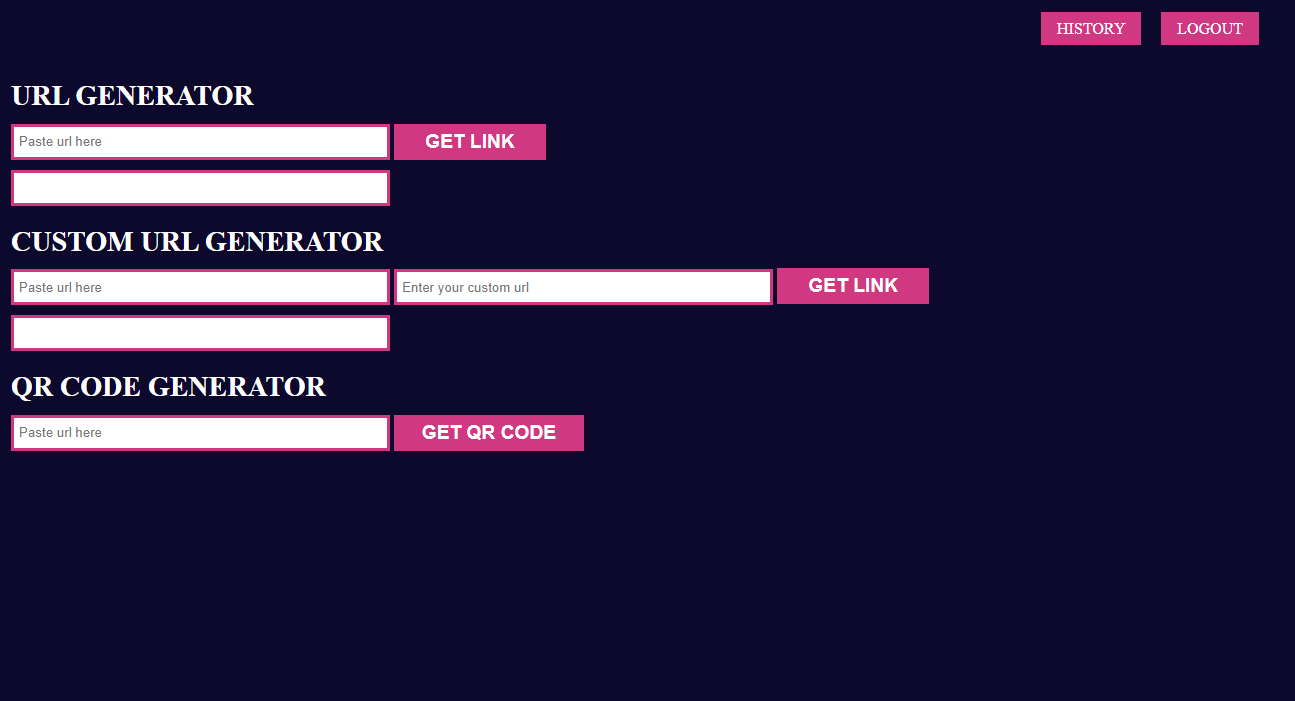 HISTORY LOGOUT
URL GENERATOR
Paste url here GET LINK
CUSTOM URL GENERATOR
Paste url here Enter your custom url GET LINK
QR CODE GENERATOR
Paste url here GET QR CODE